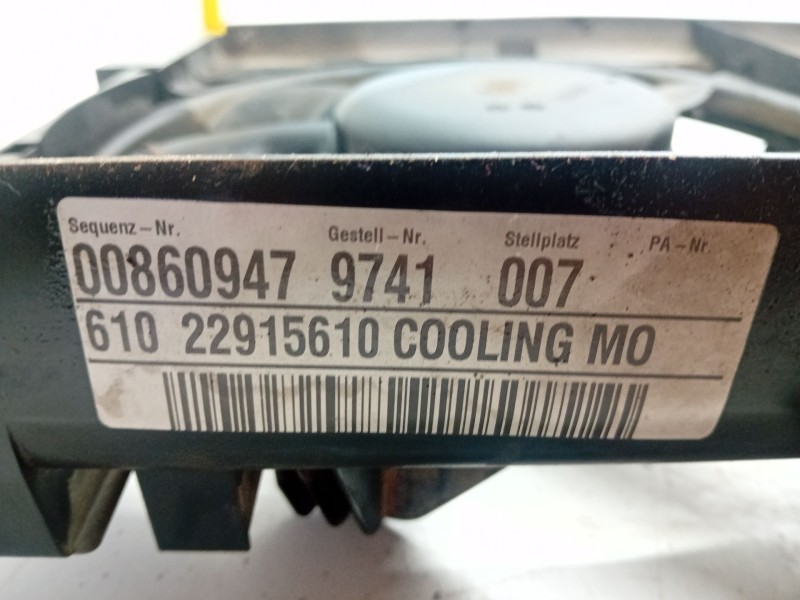 Sequenz-Nr. Gestell-Nr. Stellplatz PA-Nr.
00860947 9741 007
610 22915610 COOLING MO